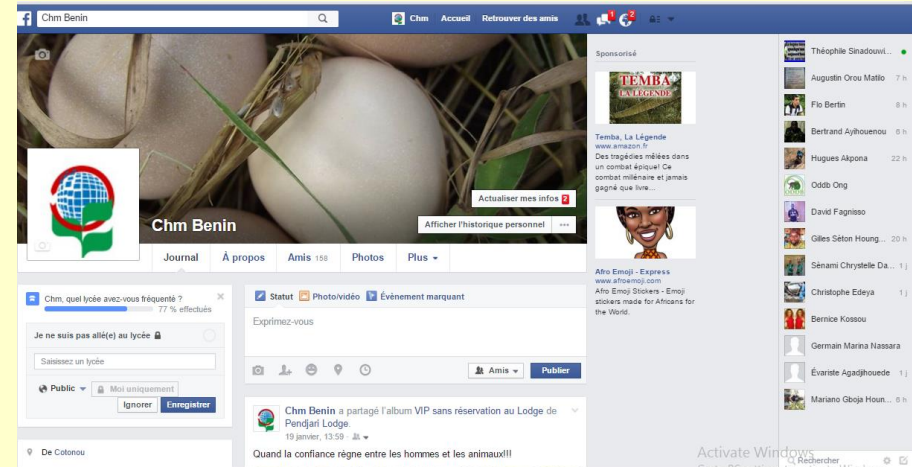 Chm Benin
Chm Accueil Retrouver des amis 1 2
Actualiser mes infos 2
Chm Benin
Afficher l'historique personnel ...
Journal À propos Amis 158 Photos Plus
Chm, quel lycée avez-vous fréquenté ?
77 % effectués
Je ne suis pas allé(e) au lycée
Saisissez un lycée
Public Moi uniquement
Ignorer Enregistrer
De Cotonou
Statut Photo/vidéo Évènement marquant
Exprimez-vous
Amis Publier
Chm Benin a partagé l'album VIP sans réservation au Lodge de
Pendjari Lodge.
19 janvier, 13:59
Quand la confiance règne entre les hommes et les animaux!!!
Sponsorisé
TEMBA
LA LÉGENDE
Temba, La Légende
www.amazon.fr
Des tragédies mêlées dans
un combat épique! Ce
combat millénaire et jamais
gagné que livre...
Afro Emoji - Express
www.afroemoji.com
Afro Emoji Stickers - Emoji
stickers made for Africans for
the World.
Théophile Sinadouwi...
Augustin Orou Matilo 7 h
Flo Bertin 8 h
Bertrand Ayihouenou 6 h
Hugues Akpona 22 h
Oddb Ong
David Fagnisso
Gilles Sèton Houng... 20 h
Sènami Chrystelle Da... 1 j
Christophe Edeya 1 j
Bernice Kossou
Germain Marina Nassara
Évariste Agadjihouede 1 j
Mariano Gboja Houn... 6 h
Activate Windows
Rechercher